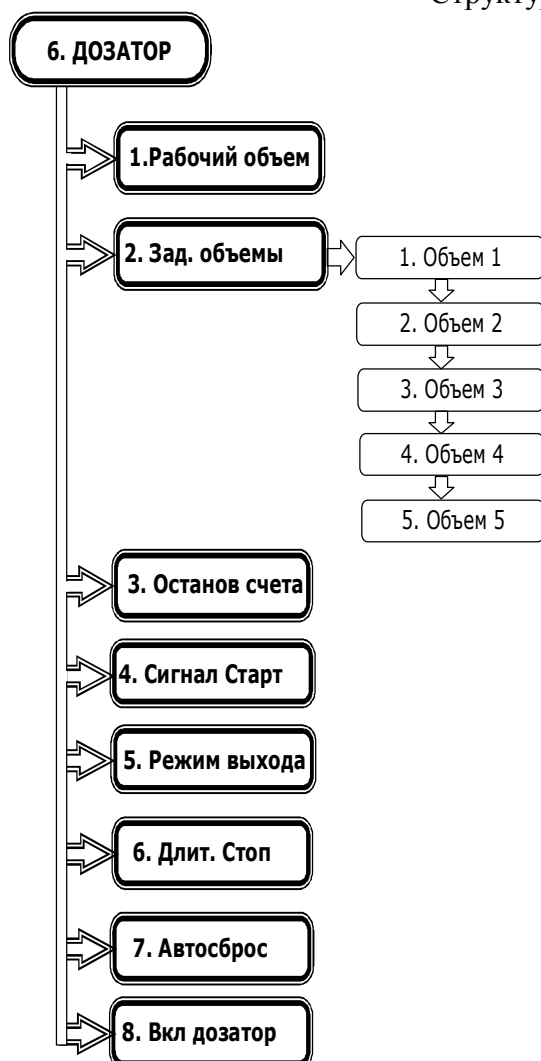 6. ДОЗАТОР
1.Рабочий объем
2. Зад. объемы
1. Объем 1
2. Объем 2
3. Объем 3
4. Объем 4
5. Объем 5
3. Останов счета
4. Сигнал Старт
5. Режим выхода
6. Длит. Стоп
7. Автосброс
8. Вкл дозатор